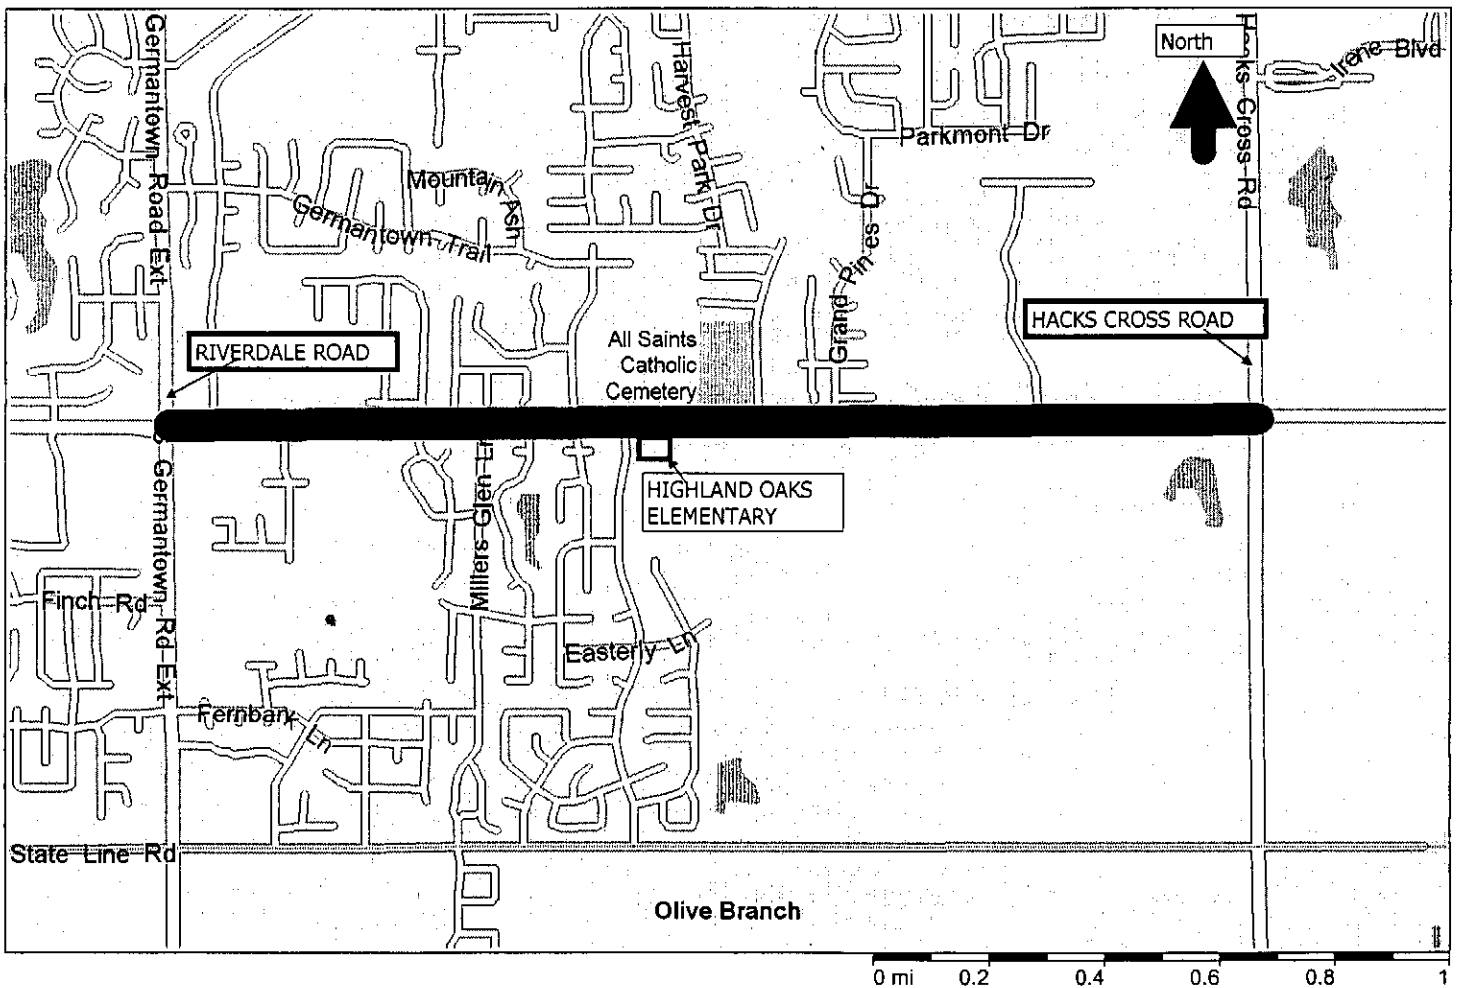 Germantown Road Ext
Harvest Park Dr
North
Hacks Cross Rd
Irene Blvd
Parkmont Dr
Mountain Ash
Germantown Trail
Grand Pines Dr
HACKS CROSS ROAD
RIVERDALE ROAD
All Saints
Catholic
Cemetery
Germantown Rd Ext
Millers Glen Ln
HIGHLAND OAKS
ELEMENTARY
Finch Rd
Easterly Ln
Fernbark Ln
State Line Rd
Olive Branch
0 mi 0.2 0.4 0.6 0.8 1